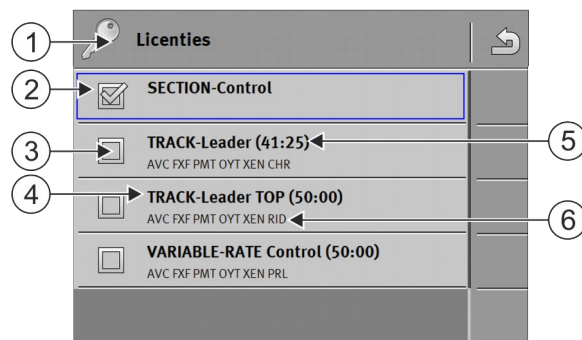 1
Licenties
2
SECTION-Control
3
TRACK-Leader (41:25)
5
AVC FXF PMT OYT XEN CHR
4
TRACK-Leader TOP (50:00)
AVC FXF PMT OYT XEN RID
6
VARIABLE-RATE Control (50:00)
AVC FXF PMT OYT XEN PRL